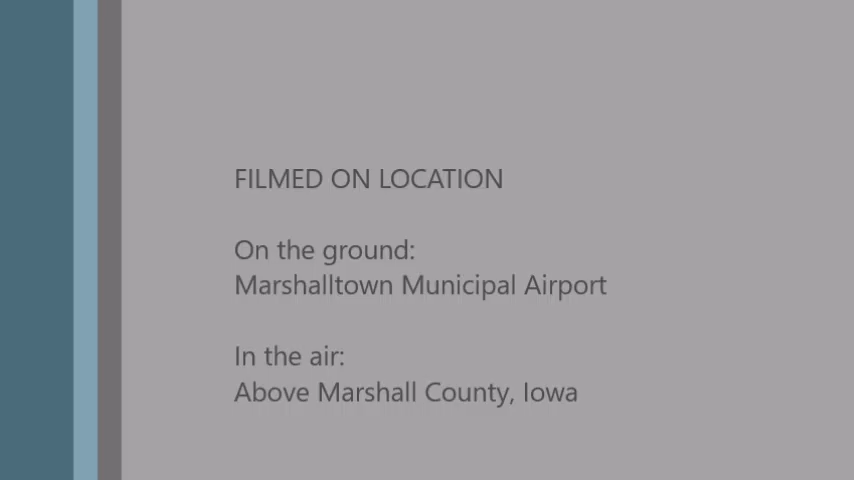 FILMED ON LOCATION
On the ground:
Marshalltown Municipal Airport
In the air:
Above Marshall County, Iowa